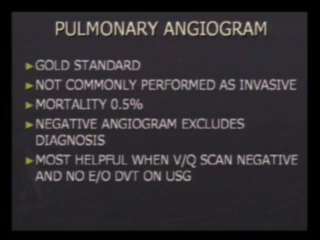 PULMONARY ANGIOGRAM
GOLD STANDARD
NOT COMMONLY PERFORMED AS INVASIVE
MORTALITY 0.5%
NEGATIVE ANGIOGRAM EXCLUDES
DIAGNOSIS
MOST HELPFUL WHEN V/Q SCAN NEGATIVE
AND NO E/O DVT ON USG